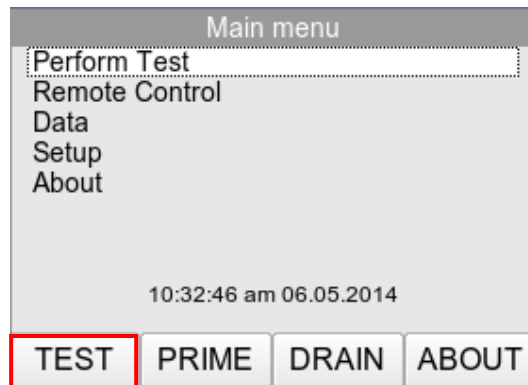 Main menu
Perform Test
Remote Control
Data
Setup
About
10:32:46 am 06.05.2014
TEST PRIME DRAIN ABOUT